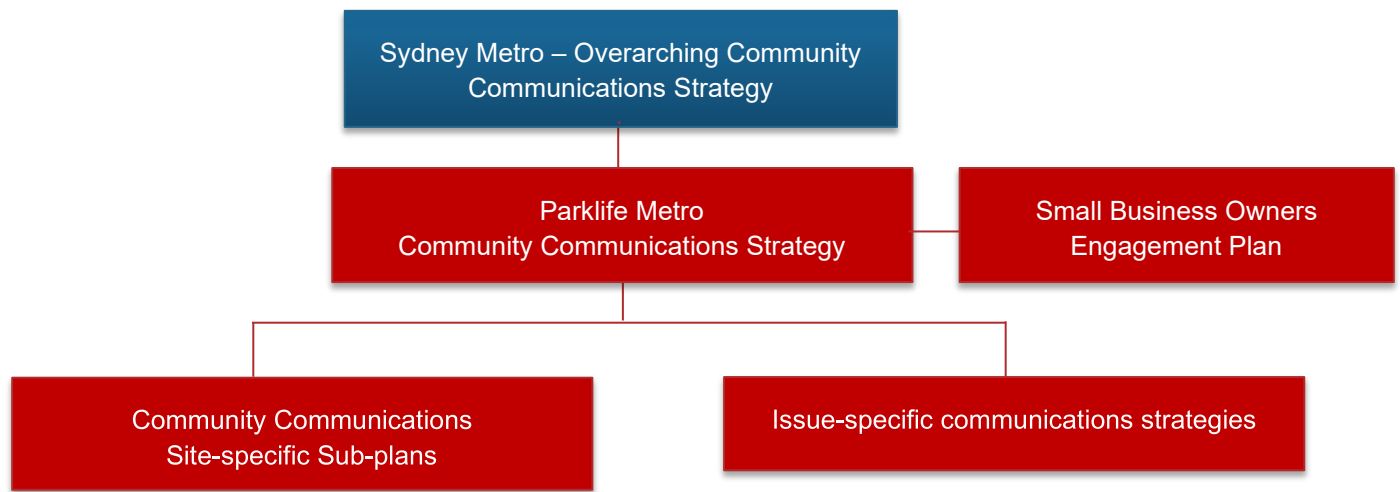 Sydney Metro – Overarching Community
Communications Strategy
Parklife Metro
Community Communications Strategy
Small Business Owners
Engagement Plan
Community Communications
Site-specific Sub-plans
Issue-specific communications strategies